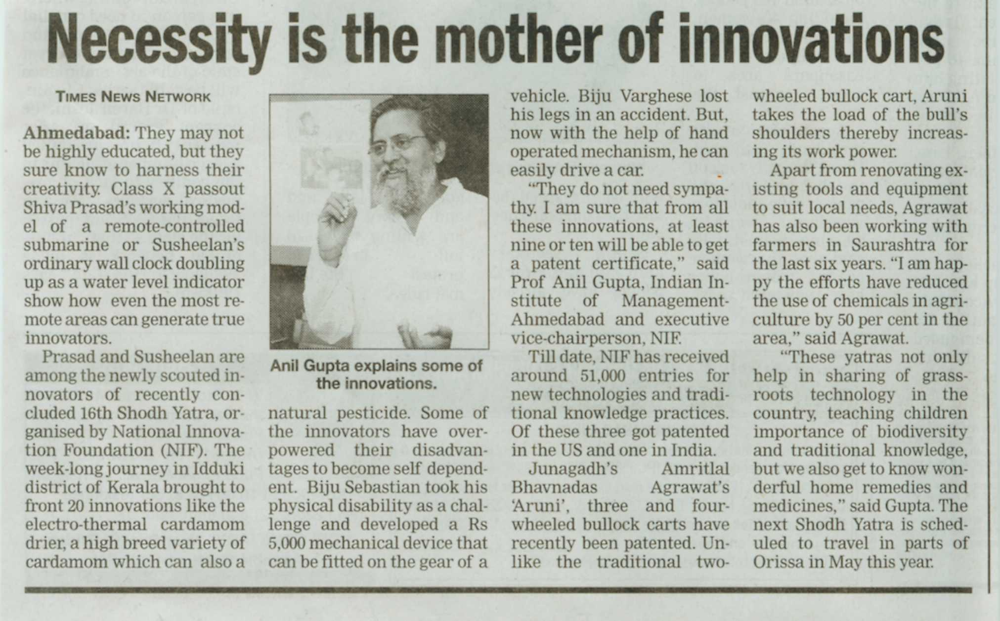 Necessity is the mother of innovations
TIMES NEWS NETWORK
Ahmedabad: They may not
be highly educated, but they
sure know to harness their
creativity. Class X passout
Shiva Prasad's working mod-
el of a remote-controlled
submarine or Susheelan's
ordinary wall clock doubling
up as a water level indicator
show how even the most re-
mote areas can generate true
innovators.
Prasad and Susheelan are
among the newly scouted in-
novators of recently con-
cluded 16th Shodh Yatra, or-
ganised by National Innova-
tion Foundation (NIF). The
week-long journey in Idduki
district of Kerala brought to
front 20 innovations like the
electro-thermal cardamom
drier, a high breed variety of
cardamom which can also a
Anil Gupta explains some of
the innovations.
natural pesticide. Some of
the innovators have over-
powered their disadvan-
tages to become self depend-
ent. Biju Sebastian took his
physical disability as a chal-
lenge and developed a Rs
5,000 mechanical device that
can be fitted on the gear of a
vehicle. Biju Varghese lost
his legs in an accident. But,
now with the help of hand
operated mechanism, he can
easily drive a car.
"They do not need sympa-
thy. I am sure that from all
these innovations, at least
nine or ten will be able to get
a patent certificate," said
Prof Anil Gupta, Indian In-
stitute of Management-
Ahmedabad and executive
vice-chairperson, NIF.
Till date, NIF has received
around 51,000 entries for
new technologies and tradi-
tional knowledge practices.
Of these three got patented
in the US and one in India.
Junagadh's Amritlal
Bhavnadas Agrawat's
'Aruni', three and four-
wheeled bullock carts have
recently been patented. Un-
like the traditional two-
wheeled bullock cart, Aruni
takes the load of the bull's
shoulders thereby increas-
ing its work power.
Apart from renovating ex-
isting tools and equipment
to suit local needs, Agrawat
has also been working with
farmers in Saurashtra for
the last six years. "I am hap-
py the efforts have reduced
the use of chemicals in agri-
culture by 50 per cent in the
area," said Agrawat.
"These yatras not only
help in sharing of grass-
roots technology in the
country, teaching children
importance of biodiversity
and traditional knowledge,
but we also get to know won-
derful home remedies and
medicines," said Gupta. The
next Shodh Yatra is sched-
uled to travel in parts of
Orissa in May this year.